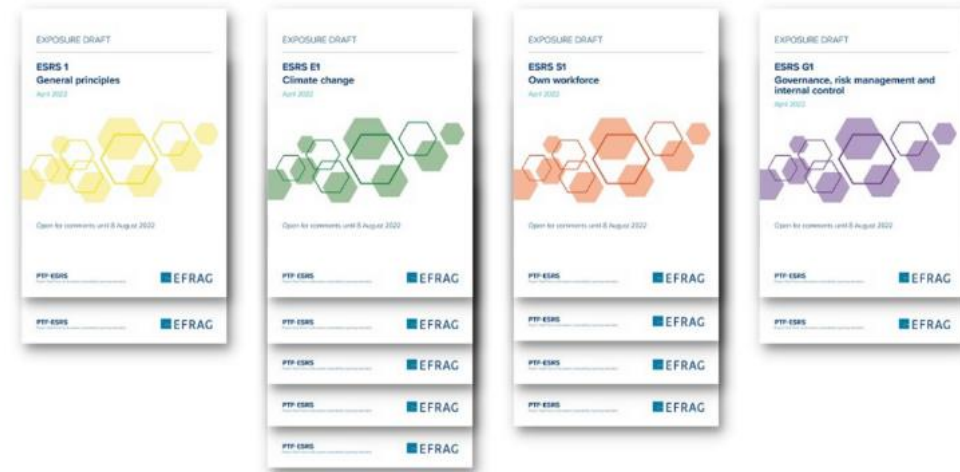 EXPOSURE DRAFT
ESRS 1
General principles
April 2022
Open for comments until 8 August 2022
PTF-ESRS
EFRAG
PTF-ESRS
EFRAG
EXPOSURE DRAFT
ESRS E1
Climate change
April 2022
Open for comments until 8 August 2022
PTF-ESRS
EFRAG
PTF-ESRS
EFRAG
PTF-ESRS
EFRAG
PTF-ESRS
EFRAG
PTF-ESRS
EFRAG
EXPOSURE DRAFT
ESRS S1
Own workforce
April 2022
Open for comments until 8 August 2022
PTF-ESRS
EFRAG
PTF-ESRS
EFRAG
PTF-ESRS
EFRAG
PTF-ESRS
EFRAG
EXPOSURE DRAFT
ESRS G1
Governance, risk management and
internal control
April 2022
Open for comments until 8 August 2022
PTF-ESRS
EFRAG
PTF-ESRS
EFRAG